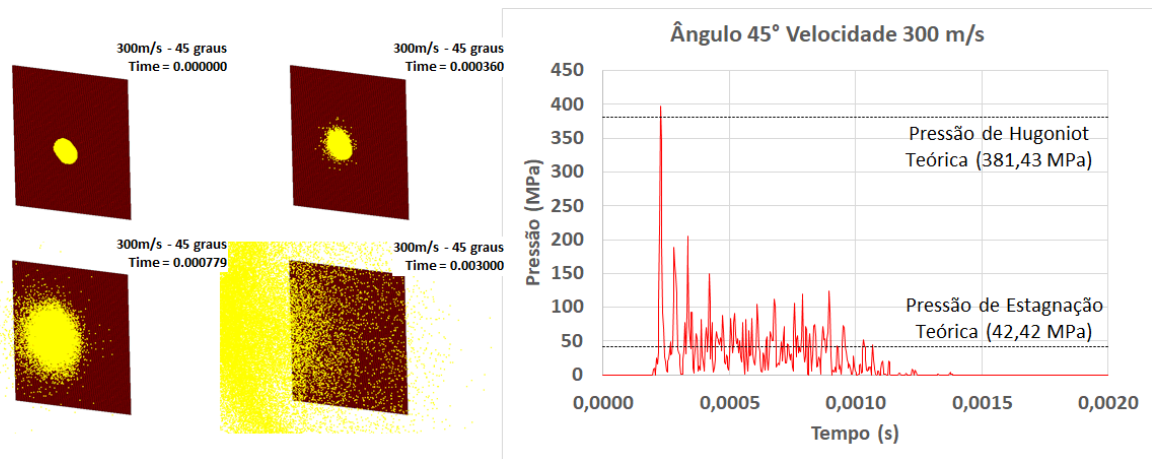 300m/s - 45 graus
Time = 0.000000
300m/s - 45 graus
Time = 0.000360
300m/s - 45 graus
Time = 0.000779
300m/s - 45 graus
Time = 0.003000
Ângulo 45° Velocidade 300 m/s
Pressão (MPa)
450
400
350
300
250
200
150
100
50
0
Pressão de Hugoniot
Teórica (381,43 MPa)
Pressão de Estagnação
Teórica (42,42 MPa)
0,0000
0,0005
0,0010
0,0015
0,0020
Tempo (s)